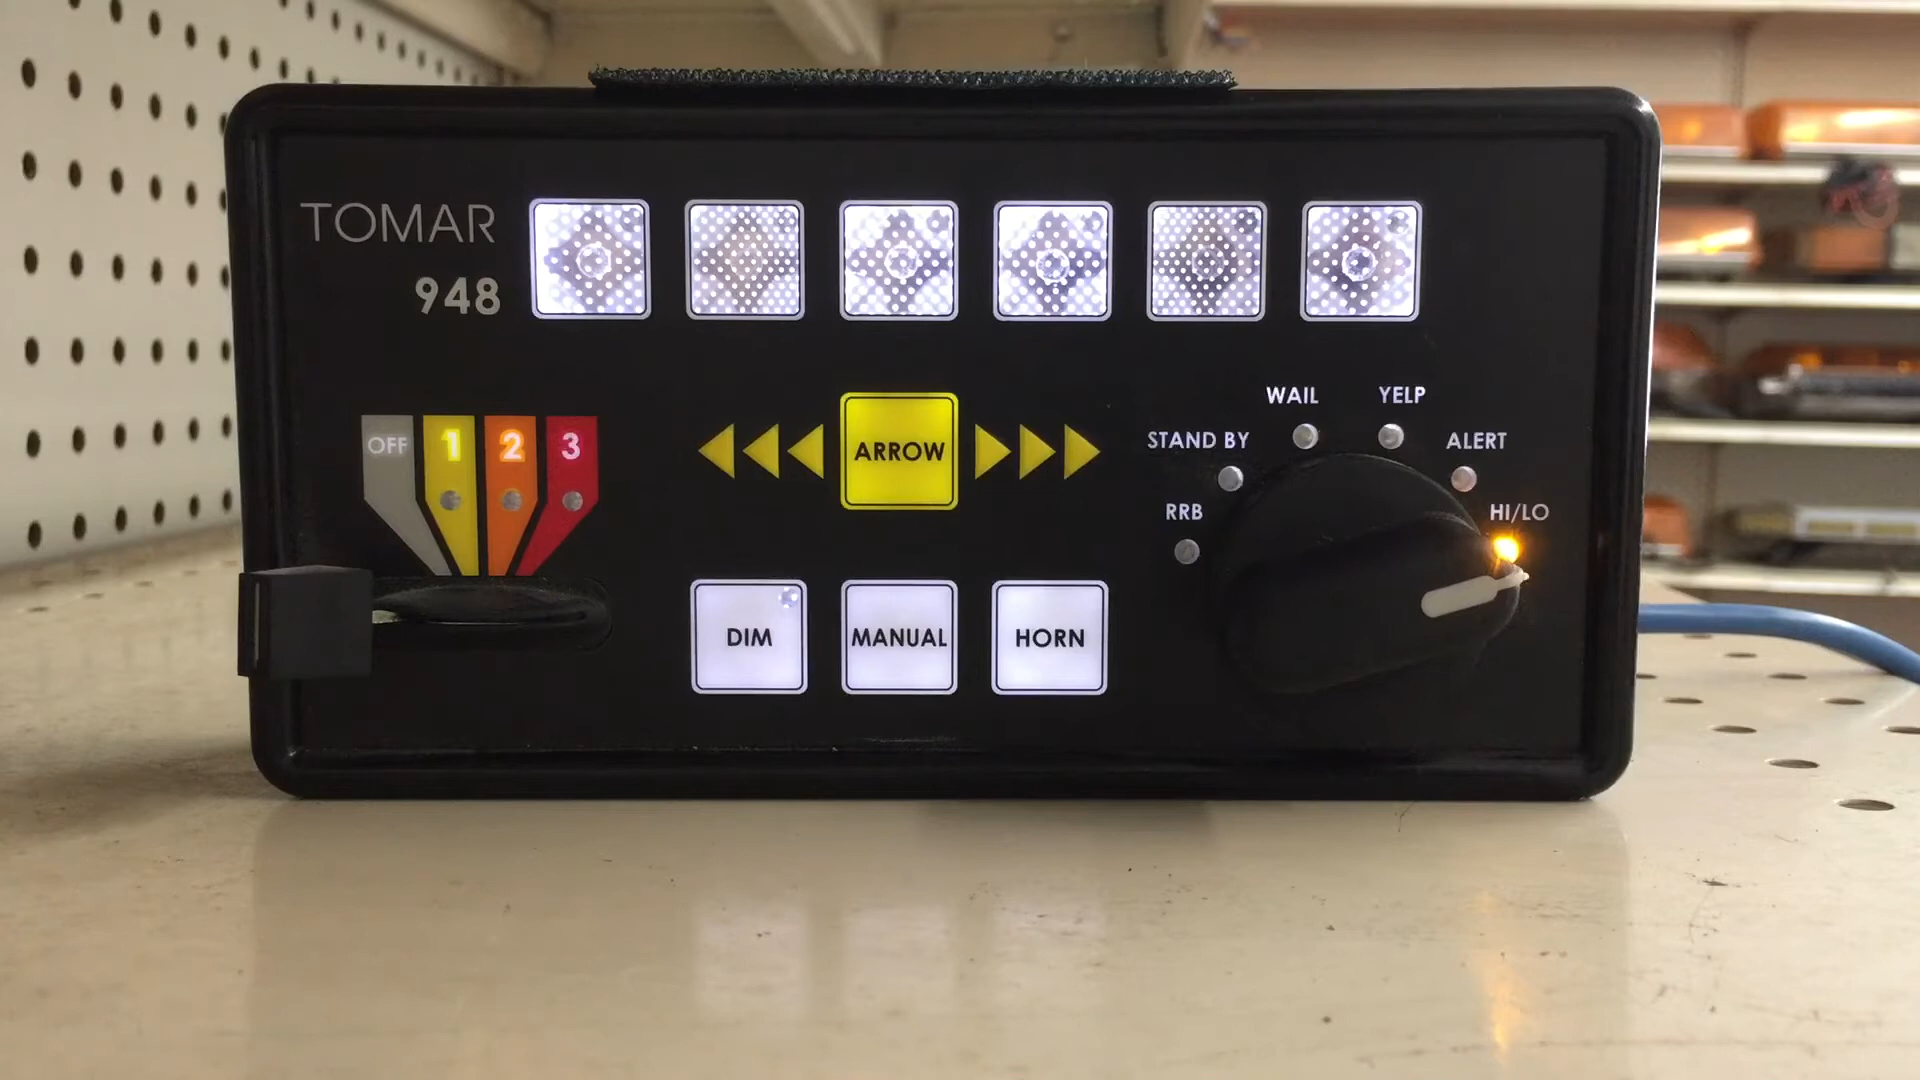 TOMAR
948
OFF 1 2 3
ARROW
DIM
MANUAL
HORN
RRB
STAND BY
WAIL
YELP
ALERT
HI/LO